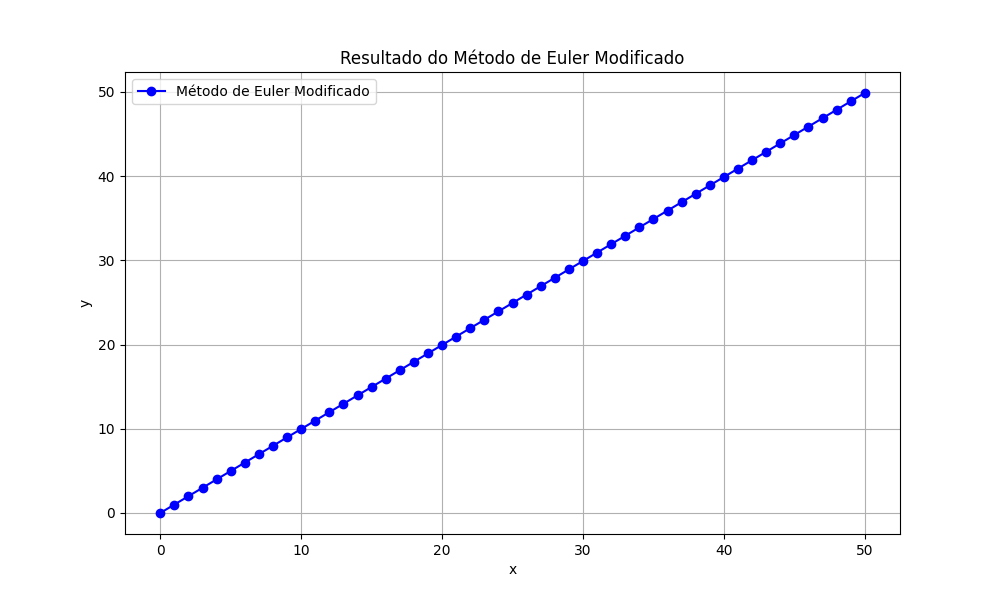 Resultado do Método de Euler Modificado
Método de Euler Modificado
50
40
30
20
10
0
y
0 10 20 30 40 50
x